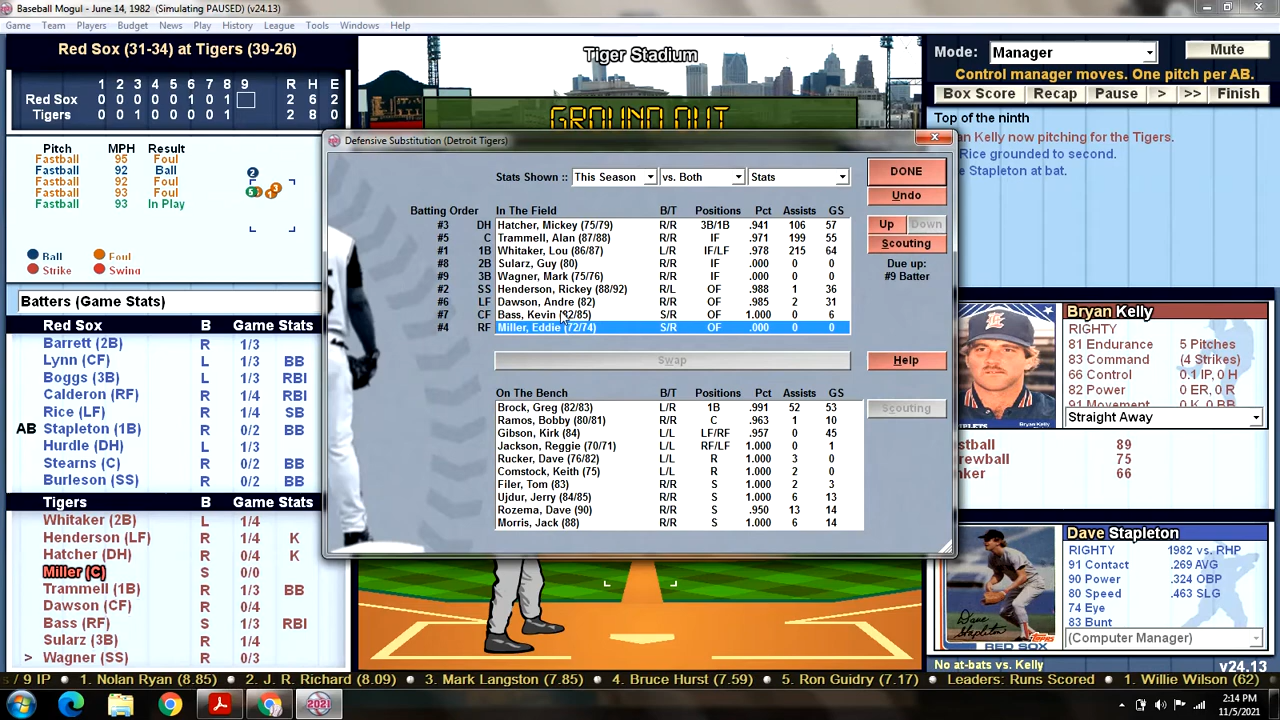 Baseball Mogul - June 14, 1982 (Simulating PAUSED) (v24.13)
Game Team Players Budget News Play History League Tools Windows Help
Red Sox (31-34) at Tigers (39-26)
1 2 3 4 5 6 7 8 9 R H E
Red Sox 0 0 0 0 0 1 0 1 2 6 2
Tigers 0 0 1 0 0 0 0 1 2 8 0
Pitch MPH Result
Fastball 95 Foul
Fastball 92 Ball
Fastball 92 Foul
Fastball 93 Foul
Fastball 93 In Play
2
5 3
Ball Foul
Strike Swing
Batters (Game Stats)
Red Sox B Game Stats
Barrett (2B) R 1/3
Lynn (CF) L 1/3 BB
Boggs (3B) L 1/3 RBI
Calderon (RF) R 1/4 RBI
Rice (LF) R 1/4 SB
AB Stapleton (1B) R 0/2 BB
Hurdle (DH) L 1/3
Stearns (C) R 0/2 BB
Burleson (SS) R 0/2 BB
Tigers B Game Stats
Whitaker (2B) L 1/4
Henderson (LF) R 1/4 K
Hatcher (DH) R 0/4 K
Miller (C) S 0/0
Trammell (1B) R 1/3 BB
Dawson (CF) R 0/4
Bass (RF) S 1/3 RBI
Sularz (3B) R 1/4
> Wagner (SS) R 0/3
Tiger Stadium
GROUND OUT
Defensive Substitution (Detroit Tigers)
Stats Shown :: This Season vs. Both Stats
Batting Order In The Field B/T Positions Pct Assists GS
#3 DH Hatcher, Mickey (75/79) R/R 3B/1B .941 106 36
#5 C Trammell, Alan (87/88) R/R IF .971 199 55
#1 1B Whitaker, Lou (86/87) L/R IF/LF .978 215 64
#8 2B Sularz, Guy (80) R/R IF .000 0 0
#9 3B Wagner, Mark (75/76) R/R IF .000 0 0
#2 SS Henderson, Rickey (88/92) R/L OF .988 1 36
#6 LF Dawson, Andre (82) R/R OF .985 2 31
#7 CF Bass, Kevin (82/85) S/R OF 1.000 0 6
#4 RF Miller, Eddie (72/74) S/R OF .000 0 0
Swap
On The Bench B/T Positions Pct Assists GS
Brock, Greg (82/83) L/R 1B .991 52 53
Ramos, Bobby (80/81) R/R C .963 1 10
Gibson, Kirk (84) L/L LF/RF .957 0 45
Jackson, Reggie (70/71) L/L RF/LF 1.000 0 1
Rucker, Dave (76/82) L/L R 1.000 3 0
Comstock, Keith (75) L/L R 1.000 2 0
Filer, Tom (83) R/R S 1.000 2 3
Ujdur, Jerry (84/85) R/R S 1.000 6 13
Rozema, Dave (90) R/R S .950 13 14
Morris, Jack (88) R/R S 1.000 6 14
DONE
Undo
Up Down
Scouting
Due up:
#9 Batter
Help
Scouting
Mode: Manager Mute
Control manager moves. One pitch per AB.
Box Score Recap Pause > >> Finish
Top of the ninth
an Kelly now pitching for the Tigers.
Rice grounded to second.
e Stapleton at bat.
Bryan Kelly
RIGHTY
81 Endurance 5 Pitches
83 Command (4 Strikes)
66 Control 0.1 IP, 0 H
82 Power 0 ER, 0 R
91 Movement 0 K, 0 BB
Straight Away
Bryan Kelly
stball 89
rewball 75
nker 66
Dave Stapleton
RIGHTY 1982 vs. RHP
91 Contact .269 AVG
90 Power .324 OBP
80 Speed .463 SLG
74 Eye
83 Bunt
(Computer Manager)
Dave Stapleton
topps
RED SOX
No at-bats vs. Kelly v24.13
s / 9 IP • 1. Nolan Ryan (8.85) • 2. J. R. Richard (8.09) • 3. Mark Langston (7.85) • 4. Bruce Hurst (7.59) • 5. Ron Guidry (7.17) • Leaders: Runs Scored • 1. Willie Wilson (62)
2021
2:14 PM
11/5/2021